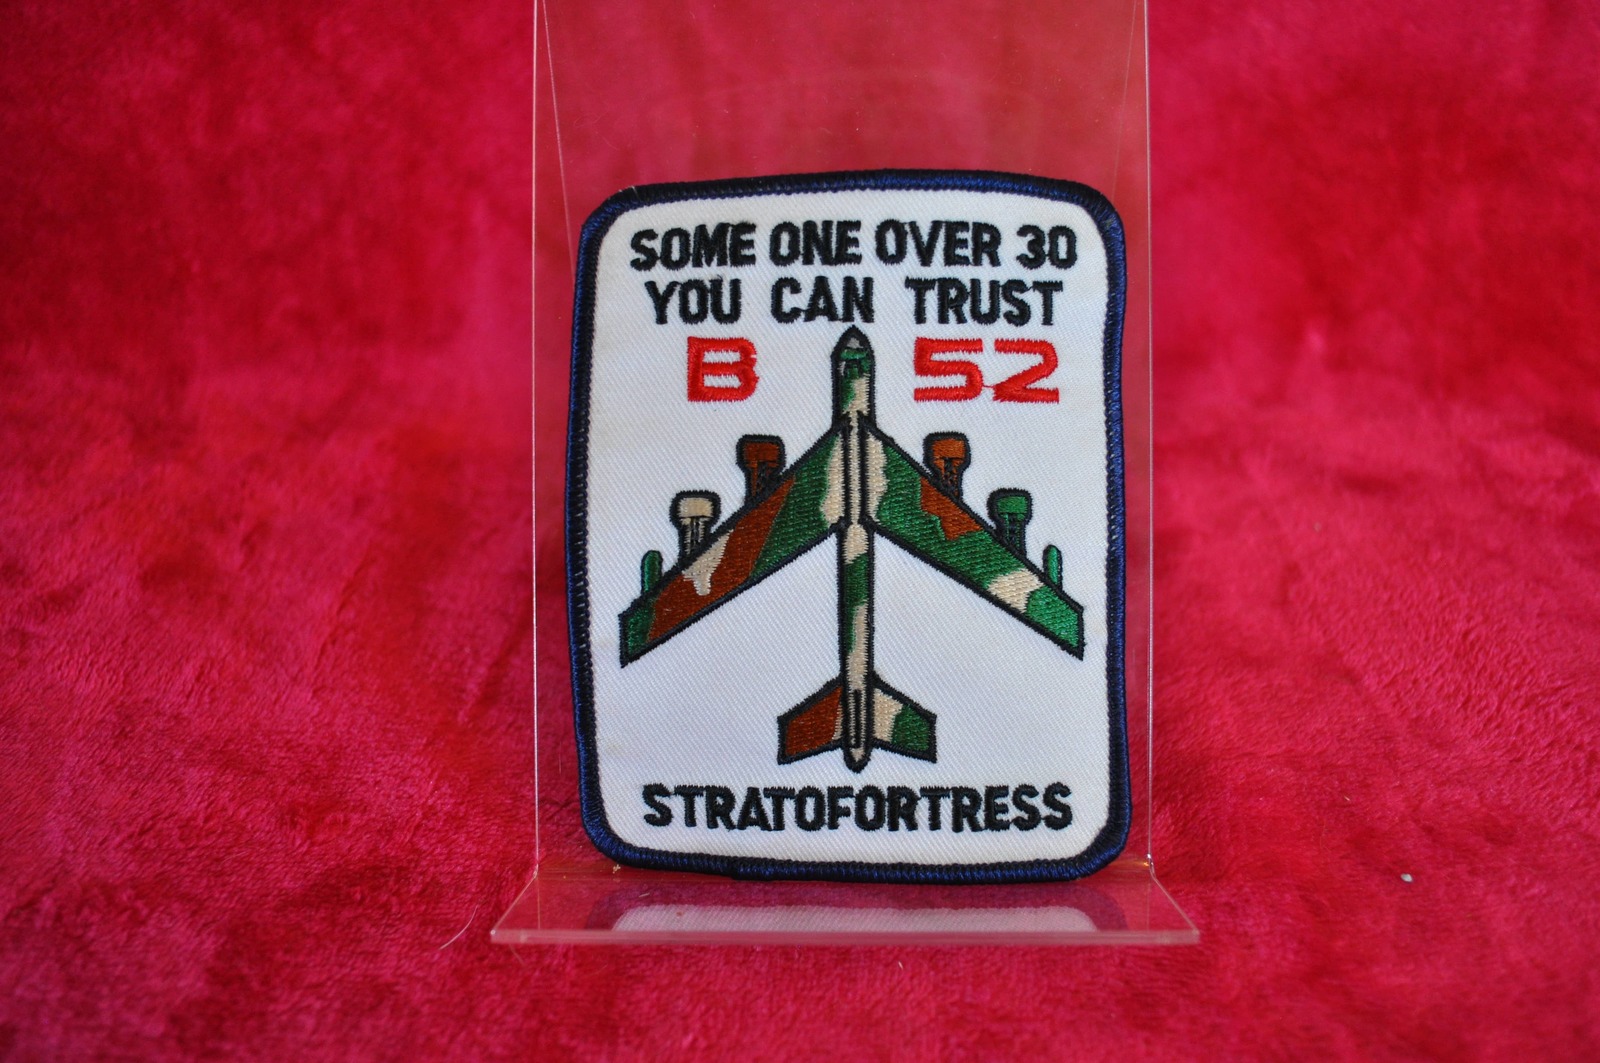 SOME ONE OVER 30
YOU CAN TRUST
B 52
STRATOFORTRESS